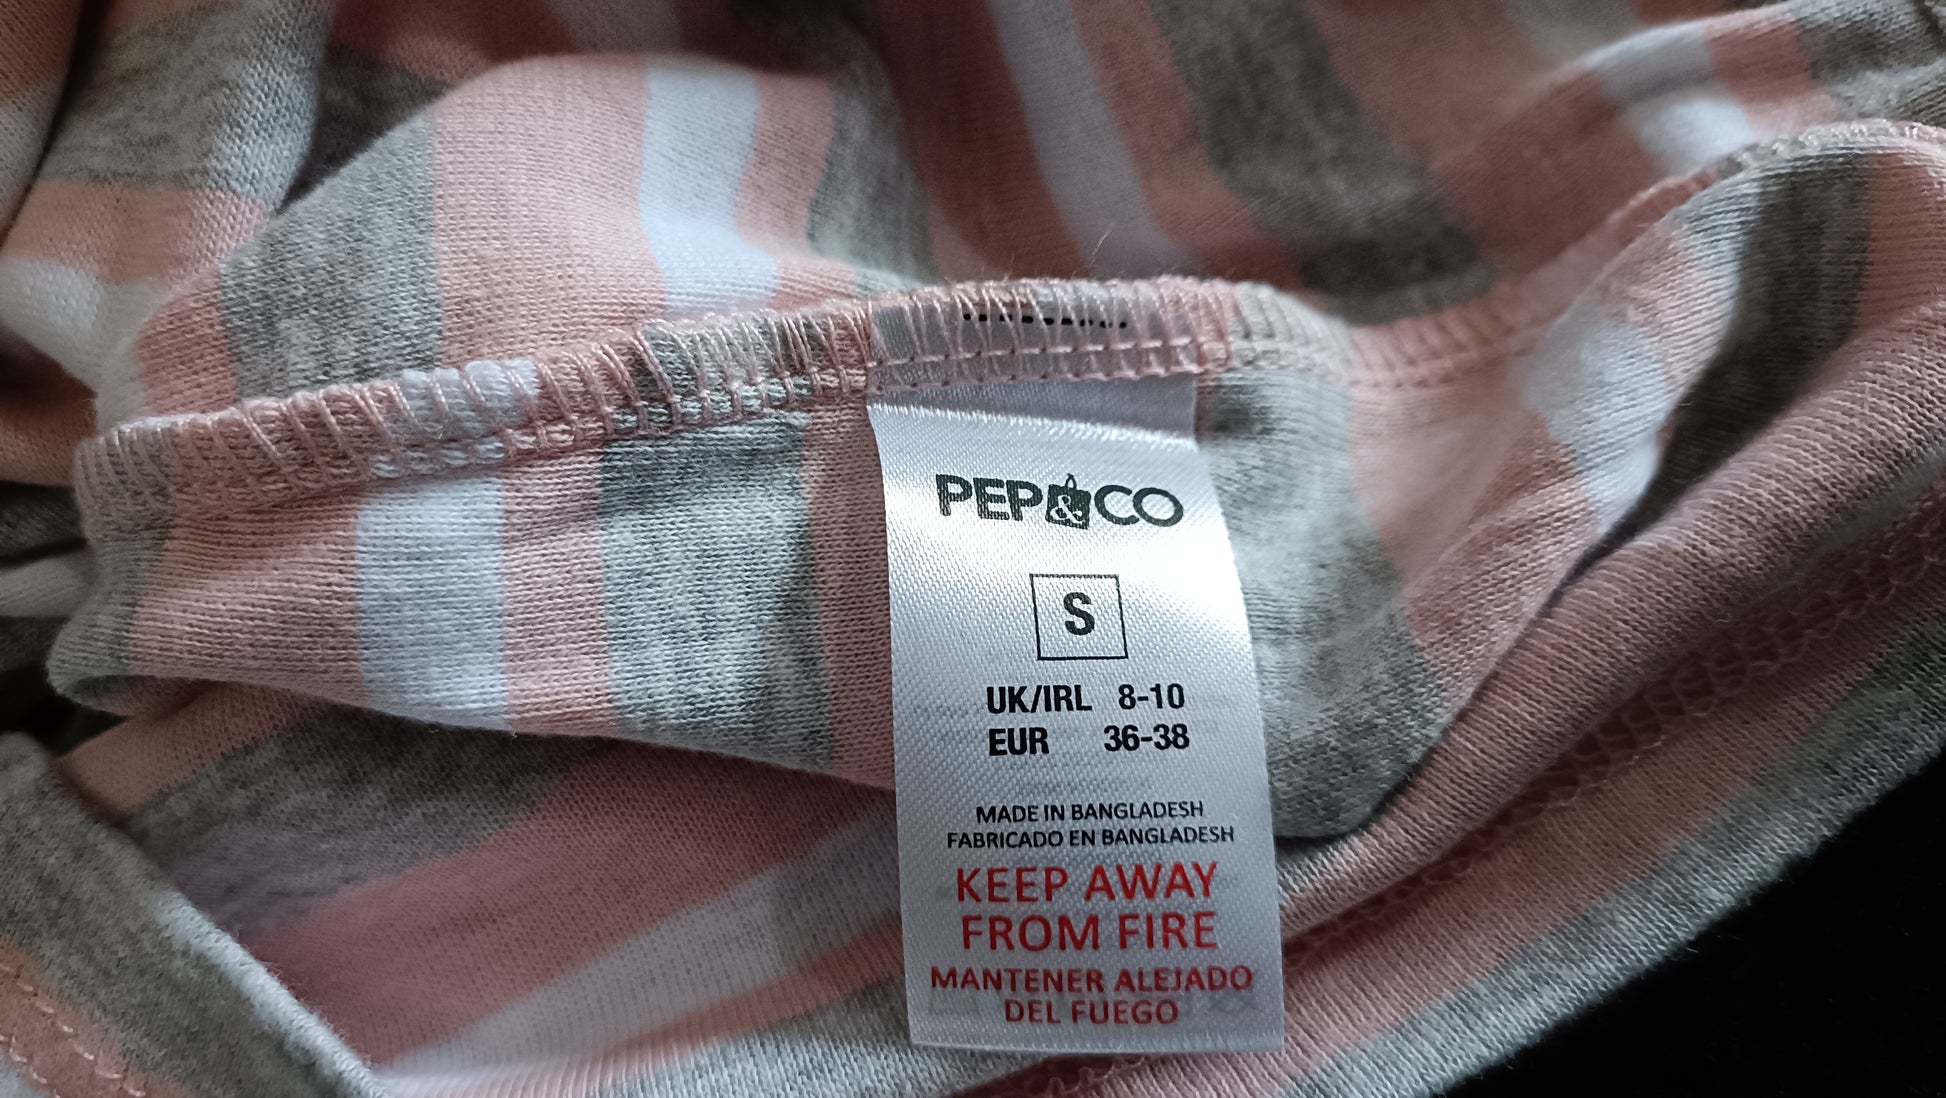 PEP&CO
S
UK/IRL 8-10
EUR 36-38
MADE IN BANGLADESH
FABRICADO EN BANGLADESH
KEEP AWAY
FROM FIRE
MANTENER ALEJADO
DEL FUEGO